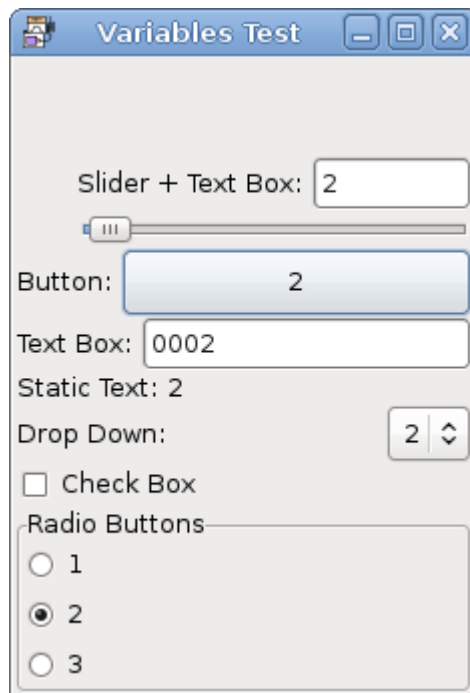 Variables Test
Slider + Text Box: 2
Button: 2
Text Box: 0002
Static Text: 2
Drop Down: 2
Check Box
Radio Buttons
1
2
3